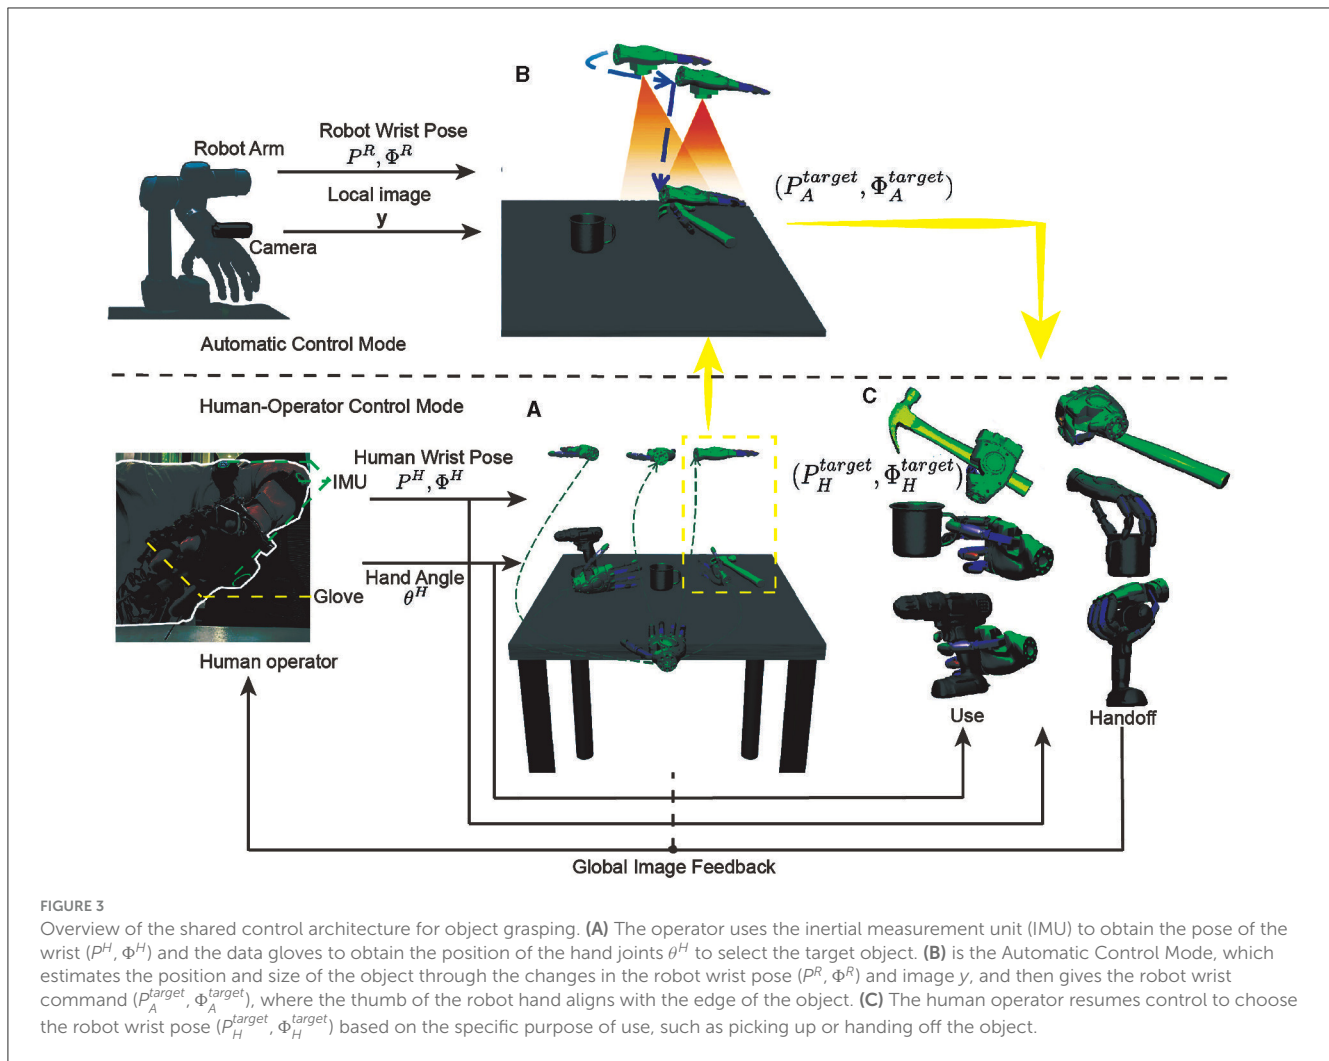 B
Robot Wrist Pose
Robot Arm
P^R, Φ^R
Local image
y
Camera
(P_A^{target}, Φ_A^{target})
Automatic Control Mode
Human-Operator Control Mode
A
C
Human Wrist Pose
IMU
P^H, Φ^H
(P_H^{target}, Φ_H^{target})
Hand Angle
Glove
θ^H
Human operator
Use
Handoff
Global Image Feedback
FIGURE 3
Overview of the shared control architecture for object grasping. (A) The operator uses the inertial measurement unit (IMU) to obtain the pose of the
wrist (P^H, Φ^H) and the data gloves to obtain the position of the hand joints θ^H to select the target object. (B) is the Automatic Control Mode, which
estimates the position and size of the object through the changes in the robot wrist pose (P^R, Φ^R) and image y, and then gives the robot wrist
command (P_A^{target}, Φ_A^{target}), where the thumb of the robot hand aligns with the edge of the object. (C) The human operator resumes control to choose
the robot wrist pose (P_H^{target}, Φ_H^{target}) based on the specific purpose of use, such as picking up or handing off the object.